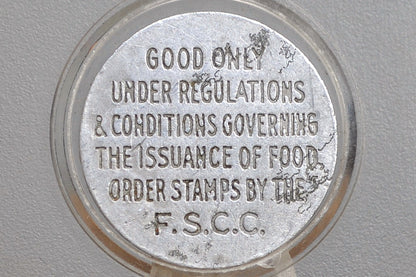 GOOD ONLY
UNDER REGULATIONS
& CONDITIONS GOVERNING
THE ISSUANCE OF FOOD
ORDER STAMPS BY THE
F.S.C.C.